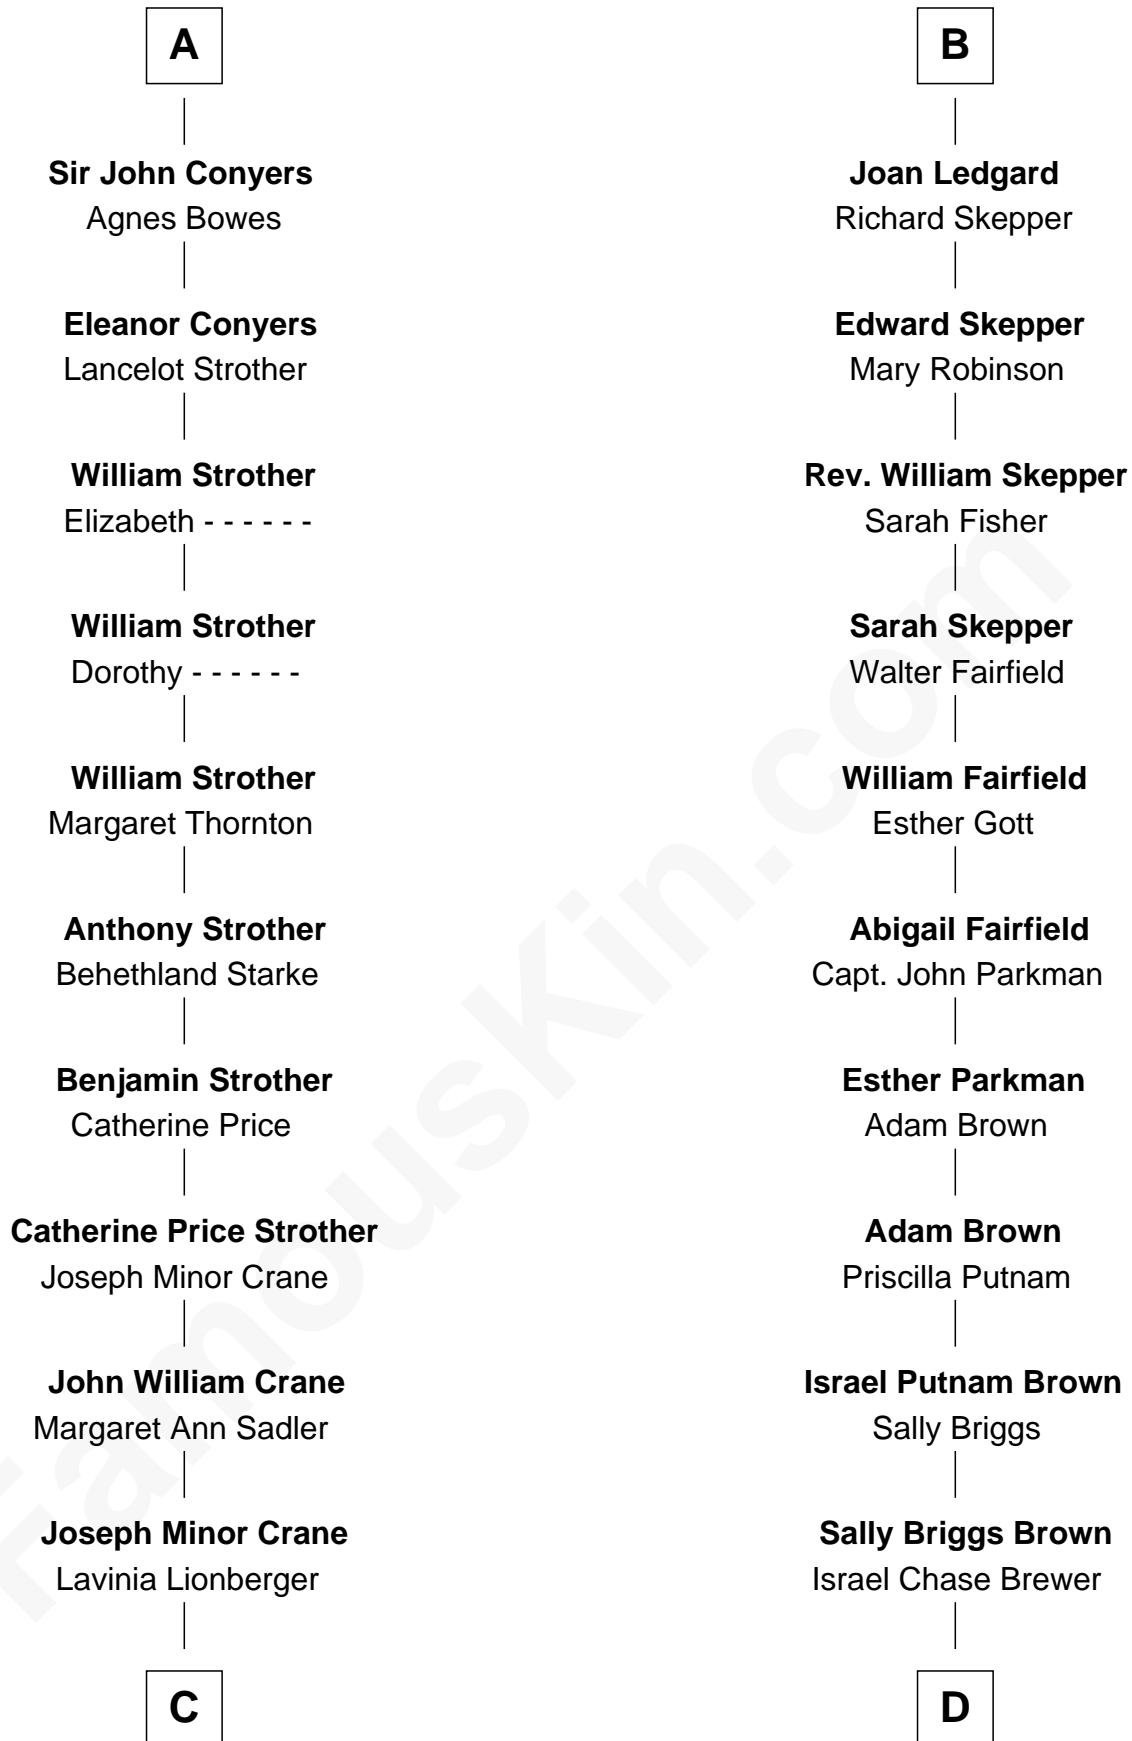 A
Sir John Conyers
Agnes Bowes
Eleanor Conyers
Lancelot Strother
William Strother
Elizabeth - - - - - -
William Strother
Dorothy - - - - - -
William Strother
Margaret Thornton
Anthony Strother
Behethland Starke
Benjamin Strother
Catherine Price
Catherine Price Strother
Joseph Minor Crane
John William Crane
Margaret Ann Sadler
Joseph Minor Crane
Lavinia Lionberger
C
B
Joan Ledgard
Richard Skepper
Edward Skepper
Mary Robinson
Rev. William Skepper
Sarah Fisher
Sarah Skepper
Walter Fairfield
William Fairfield
Esther Gott
Abigail Fairfield
Capt. John Parkman
Esther Parkman
Adam Brown
Adam Brown
Priscilla Putnam
Israel Putnam Brown
Sally Briggs
Sally Briggs Brown
Israel Chase Brewer
D
FamousKin.com